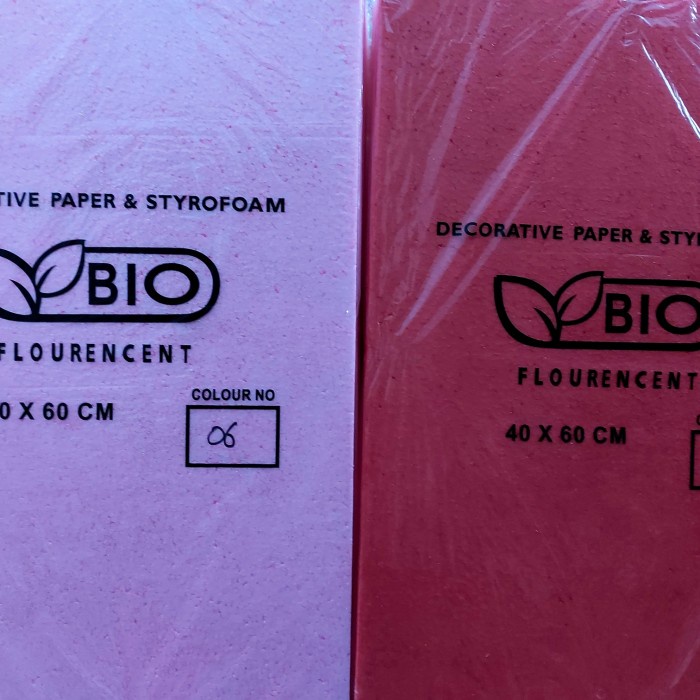 TIVE PAPER & STYROFOAM
BIO
FLOURENCENT
0 X 60 CM
COLOUR NO
06
DECORATIVE PAPER & STY
BIO
FLOURENCENT
40 X 60 CM